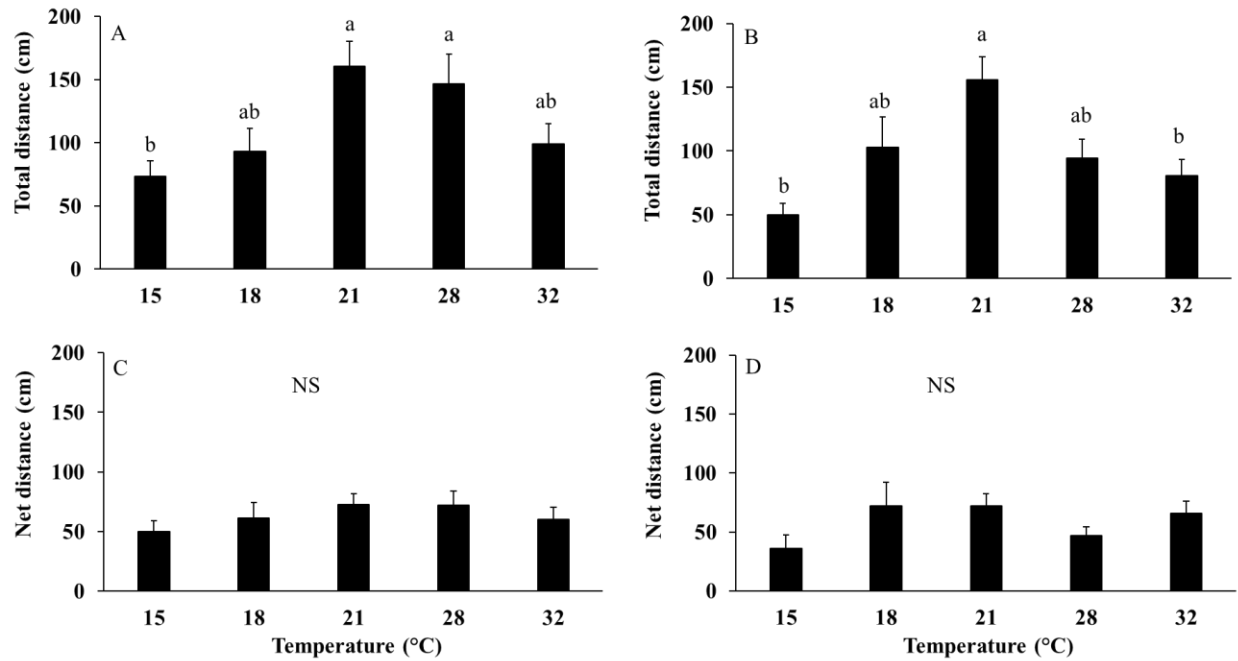 A
Total distance (cm)
200
150
100
50
0
b
ab
a
a
ab
15 18 21 28 32
B
Total distance (cm)
200
150
100
50
0
b
ab
a
ab
b
15 18 21 28 32
C
NS
Net distance (cm)
200
150
100
50
0
15 18 21 28 32
Temperature (°C)
D
NS
Net distance (cm)
200
150
100
50
0
15 18 21 28 32
Temperature (°C)